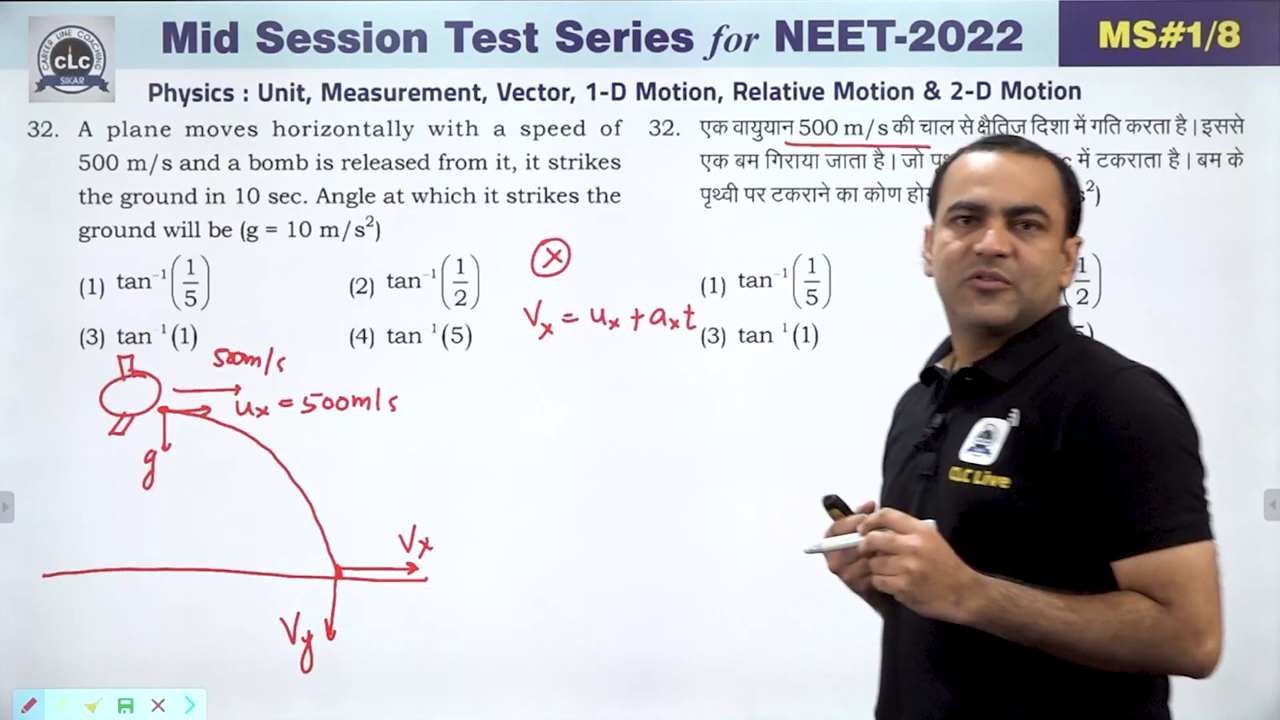 Mid Session Test Series for NEET-2022
MS#1/8
CAREER LINE COACHING
CLC
SIKAR
Physics : Unit, Measurement, Vector, 1-D Motion, Relative Motion & 2-D Motion
32. A plane moves horizontally with a speed of
500 m/s and a bomb is released from it, it strikes
the ground in 10 sec. Angle at which it strikes the
ground will be (g = 10 m/s²)
(1) tan⁻¹(1/5)
(2) tan⁻¹(1/2)
(3) tan⁻¹(1)
(4) tan⁻¹(5)
32. एक वायुयान 500 m/s की चाल से क्षैतिज दिशा में गति करता है। इससे
एक बम गिराया जाता है। जो में टकराता है। बम के
पृथ्वी पर टकराने का कोण
(1) tan⁻¹(1/5)
(3) tan⁻¹(1)
X
Vx = ux + axt
500m/s
ux = 500m/s
g
Vx
Vy
CLC Live